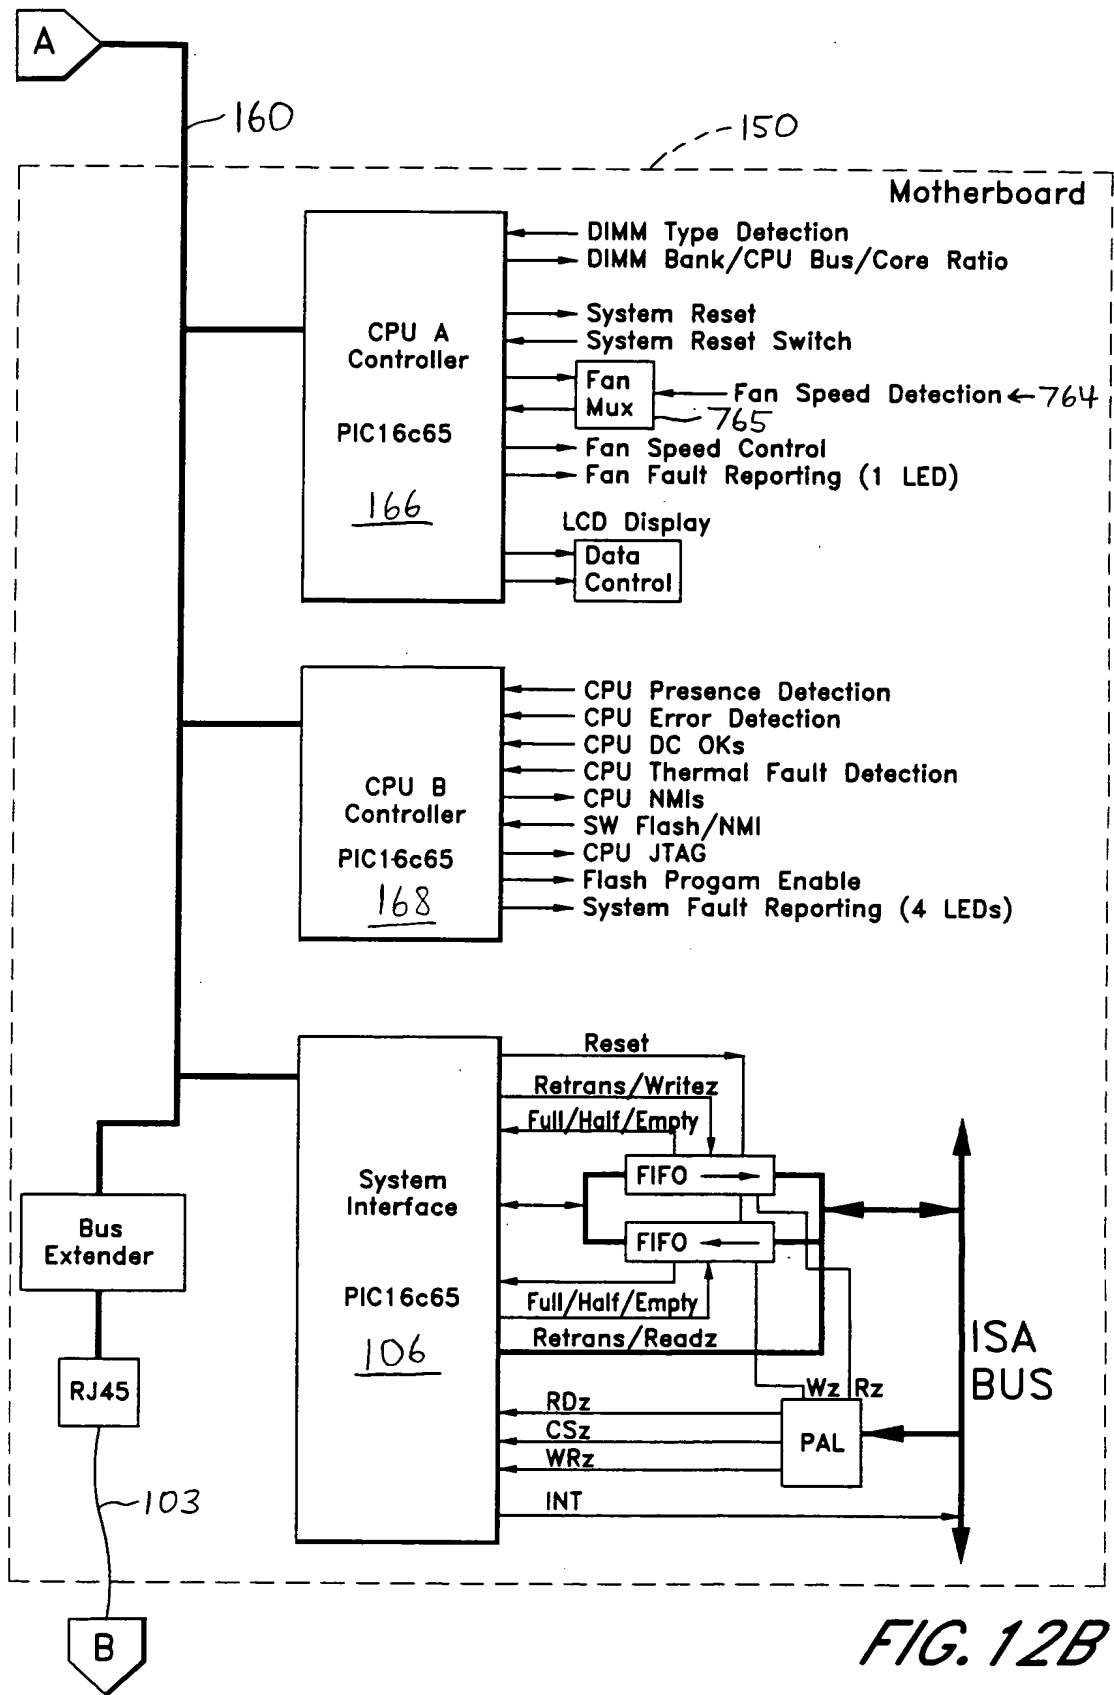 A
160
150
Motherboard
DIMM Type Detection
DIMM Bank/CPU Bus/Core Ratio
CPU A
Controller
PIC16c65
166
System Reset
System Reset Switch
Fan
Mux
Fan Speed Detection
764
765
Fan Speed Control
Fan Fault Reporting (1 LED)
LCD Display
Data
Control
CPU B
Controller
PIC16c65
168
CPU Presence Detection
CPU Error Detection
CPU DC OKs
CPU Thermal Fault Detection
CPU NMIs
SW Flash/NMI
CPU JTAG
Flash Progam Enable
System Fault Reporting (4 LEDs)
System
Interface
PIC16c65
106
Reset
Retrans/Writez
Full/Half/Empty
FIFO
FIFO
Full/Half/Empty
Retrans/Readz
Wz Rz
RDz
CSz
WRz
INT
PAL
ISA
BUS
Bus
Extender
RJ45
103
B
FIG. 12B